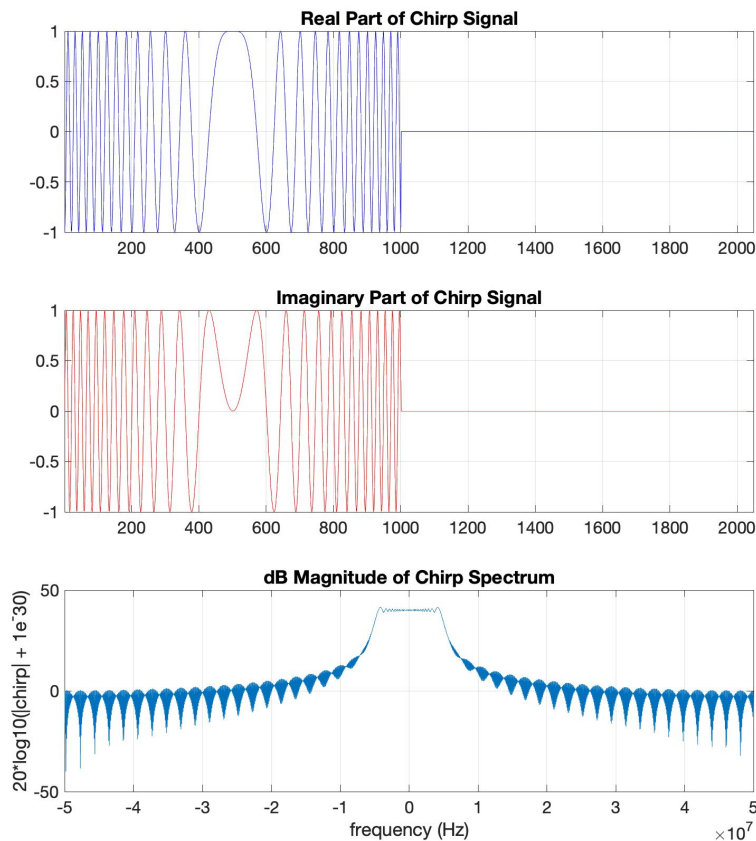 Real Part of Chirp Signal
1
0.5
0
-0.5
-1
200 400 600 800 1000 1200 1400 1600 1800 2000
Imaginary Part of Chirp Signal
1
0.5
0
-0.5
-1
200 400 600 800 1000 1200 1400 1600 1800 2000
dB Magnitude of Chirp Spectrum
20*log10(|chirp| + 1e-30)
50
0
-50
-5 -4 -3 -2 -1 0 1 2 3 4 5
frequency (Hz)
×10^7